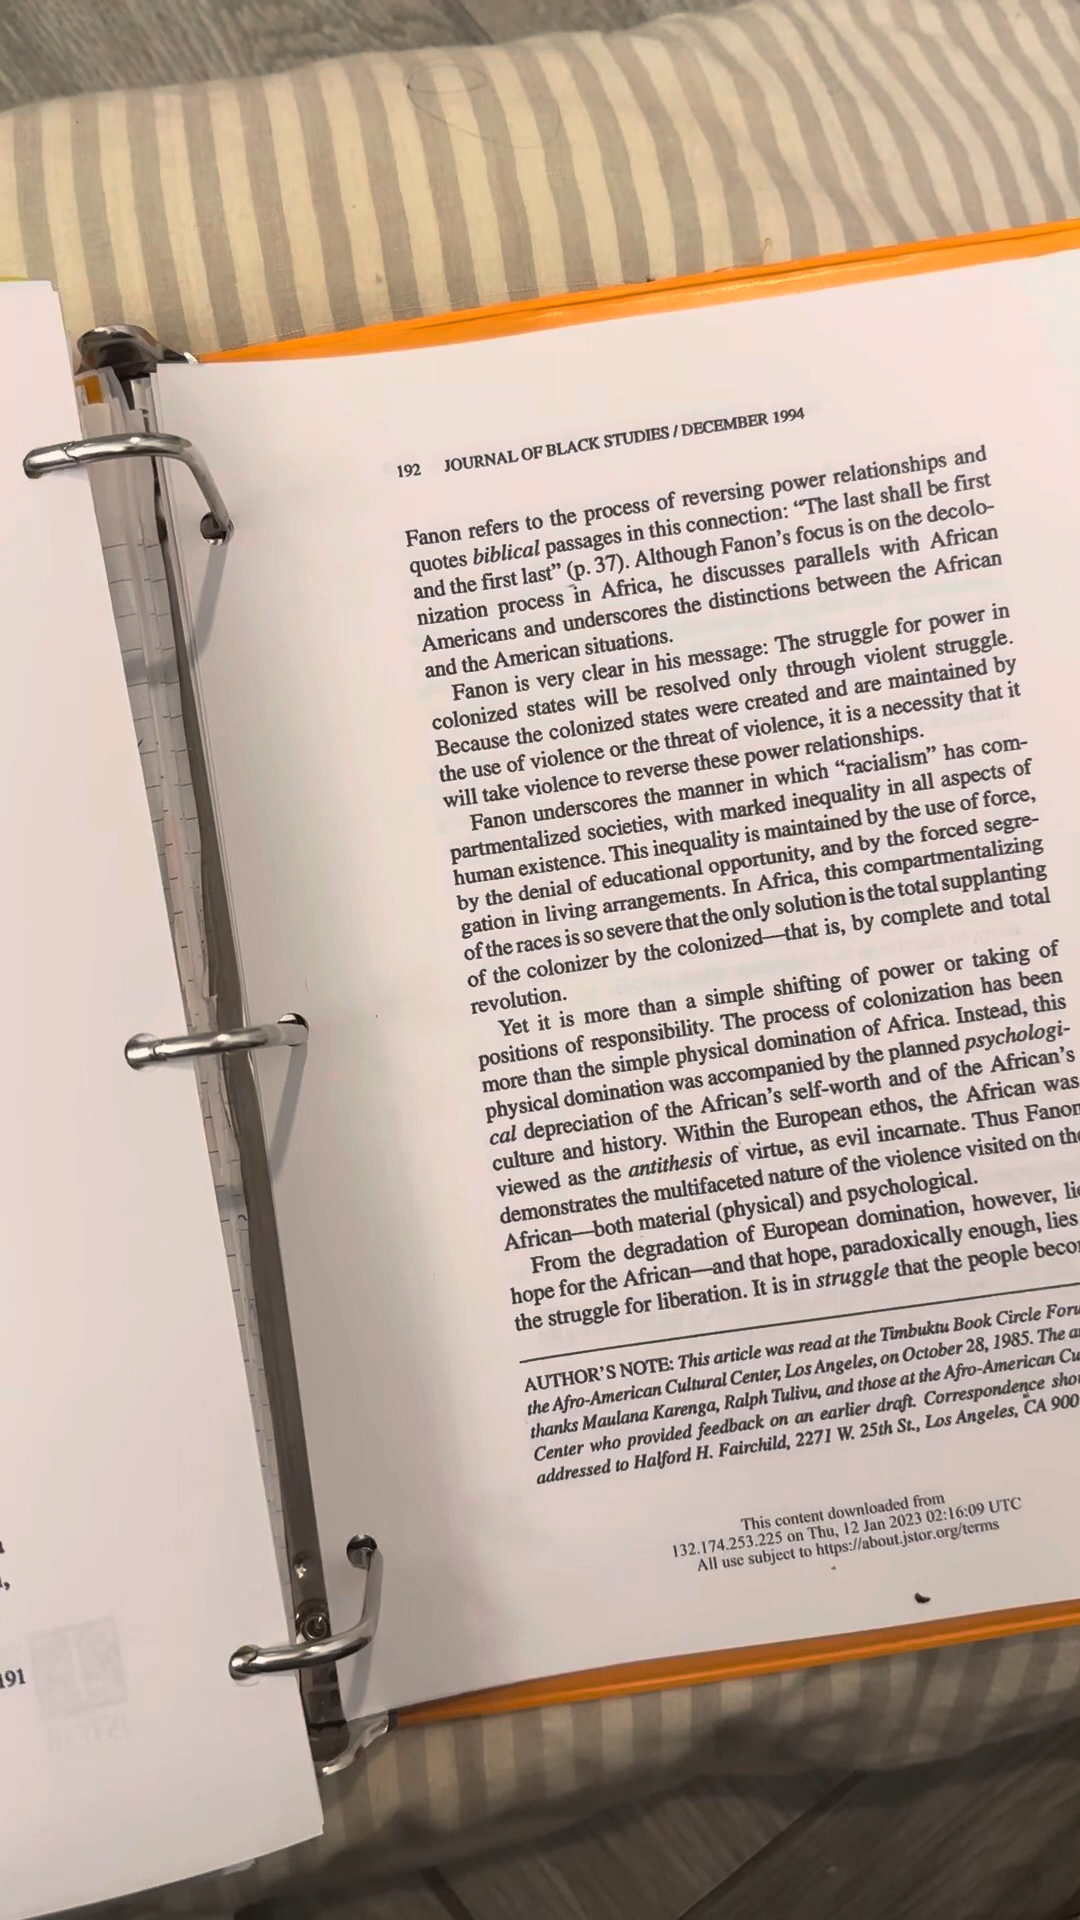 192 JOURNAL OF BLACK STUDIES / DECEMBER 1994
Fanon refers to the process of reversing power relationships and
quotes biblical passages in this connection: “The last shall be first
and the first last” (p. 37). Although Fanon’s focus is on the decolo-
nization process in Africa, he discusses parallels with African
Americans and underscores the distinctions between the African
and the American situations.
Fanon is very clear in his message: The struggle for power in
colonized states will be resolved only through violent struggle.
Because the colonized states were created and are maintained by
the use of violence or the threat of violence, it is a necessity that it
will take violence to reverse these power relationships.
Fanon underscores the manner in which “racialism” has com-
partmentalized societies, with marked inequality in all aspects of
human existence. This inequality is maintained by the use of force,
by the denial of educational opportunity, and by the forced segre-
gation in living arrangements. In Africa, this compartmentalizing
of the races is so severe that the only solution is the total supplanting
of the colonizer by the colonized—that is, by complete and total
revolution.
Yet it is more than a simple shifting of power or taking of
positions of responsibility. The process of colonization has been
more than the simple physical domination of Africa. Instead, this
physical domination was accompanied by the planned psychologi-
cal depreciation of the African’s self-worth and of the African’s
culture and history. Within the European ethos, the African was
viewed as the antithesis of virtue, as evil incarnate. Thus Fanon
demonstrates the multifaceted nature of the violence visited on the
African—both material (physical) and psychological.
From the degradation of European domination, however,
hope for the African—and that hope, paradoxically enough, lies
the struggle for liberation. It is in struggle that the people
AUTHOR’S NOTE: This article was read at the Timbuktu Book Circle
the Afro-American Cultural Center, Los Angeles, on October 28, 1985. The
thanks Maulana Karenga, Ralph Tulivu, and those at the Afro-American
Center who provided feedback on an earlier draft. Correspondence
addressed to Halford H. Fairchild, 2271 W. 25th St., Los Angeles, CA 900
This content downloaded from
132.174.253.225 on Thu, 12 Jan 2023 02:16:09 UTC
All use subject to https://about.jstor.org/terms
191